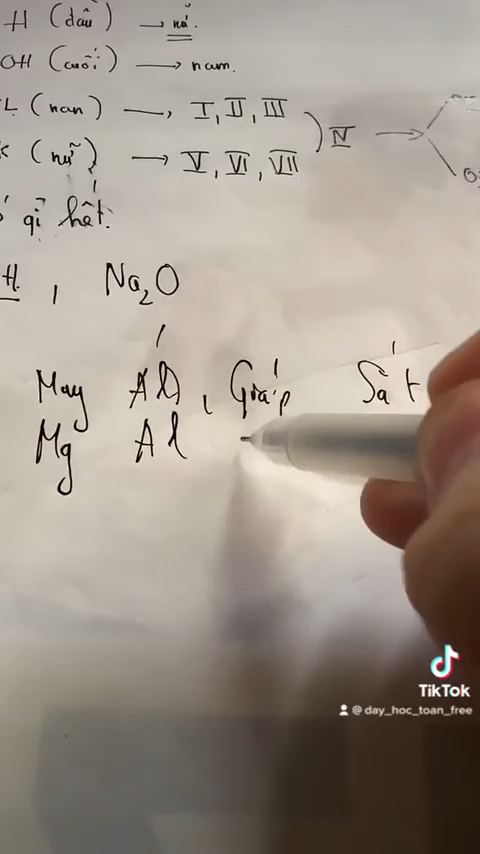 H (đầu) → nữ.
OH (cuối) → nam.
L (nam) → I, II, III
IV →
K (nữ) → V, VI, VII
gì hết.
H, Na₂O
May Áo, Giáp Sắt
Mg Al
TikTok
@day_hoc_toan_free